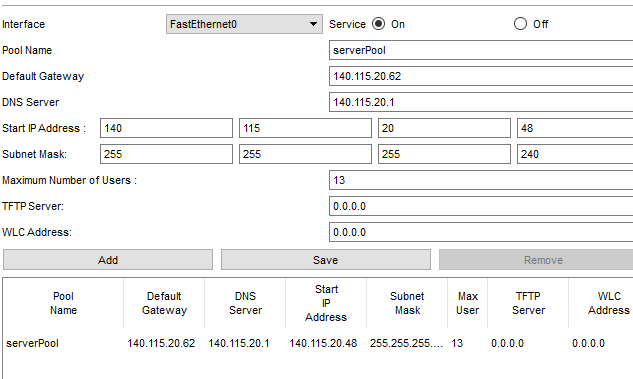 Interface FastEthernet0 Service On Off
Pool Name serverPool
Default Gateway 140.115.20.62
DNS Server 140.115.20.1
Start IP Address : 140 115 20 48
Subnet Mask: 255 255 255 240
Maximum Number of Users : 13
TFTP Server: 0.0.0.0
WLC Address: 0.0.0.0
Add Save Remove
Pool Name Default Gateway DNS Server Start IP Address Subnet Mask Max User TFTP Server WLC Address
serverPool 140.115.20.62 140.115.20.1 140.115.20.48 255.255.255.... 13 0.0.0.0 0.0.0.0